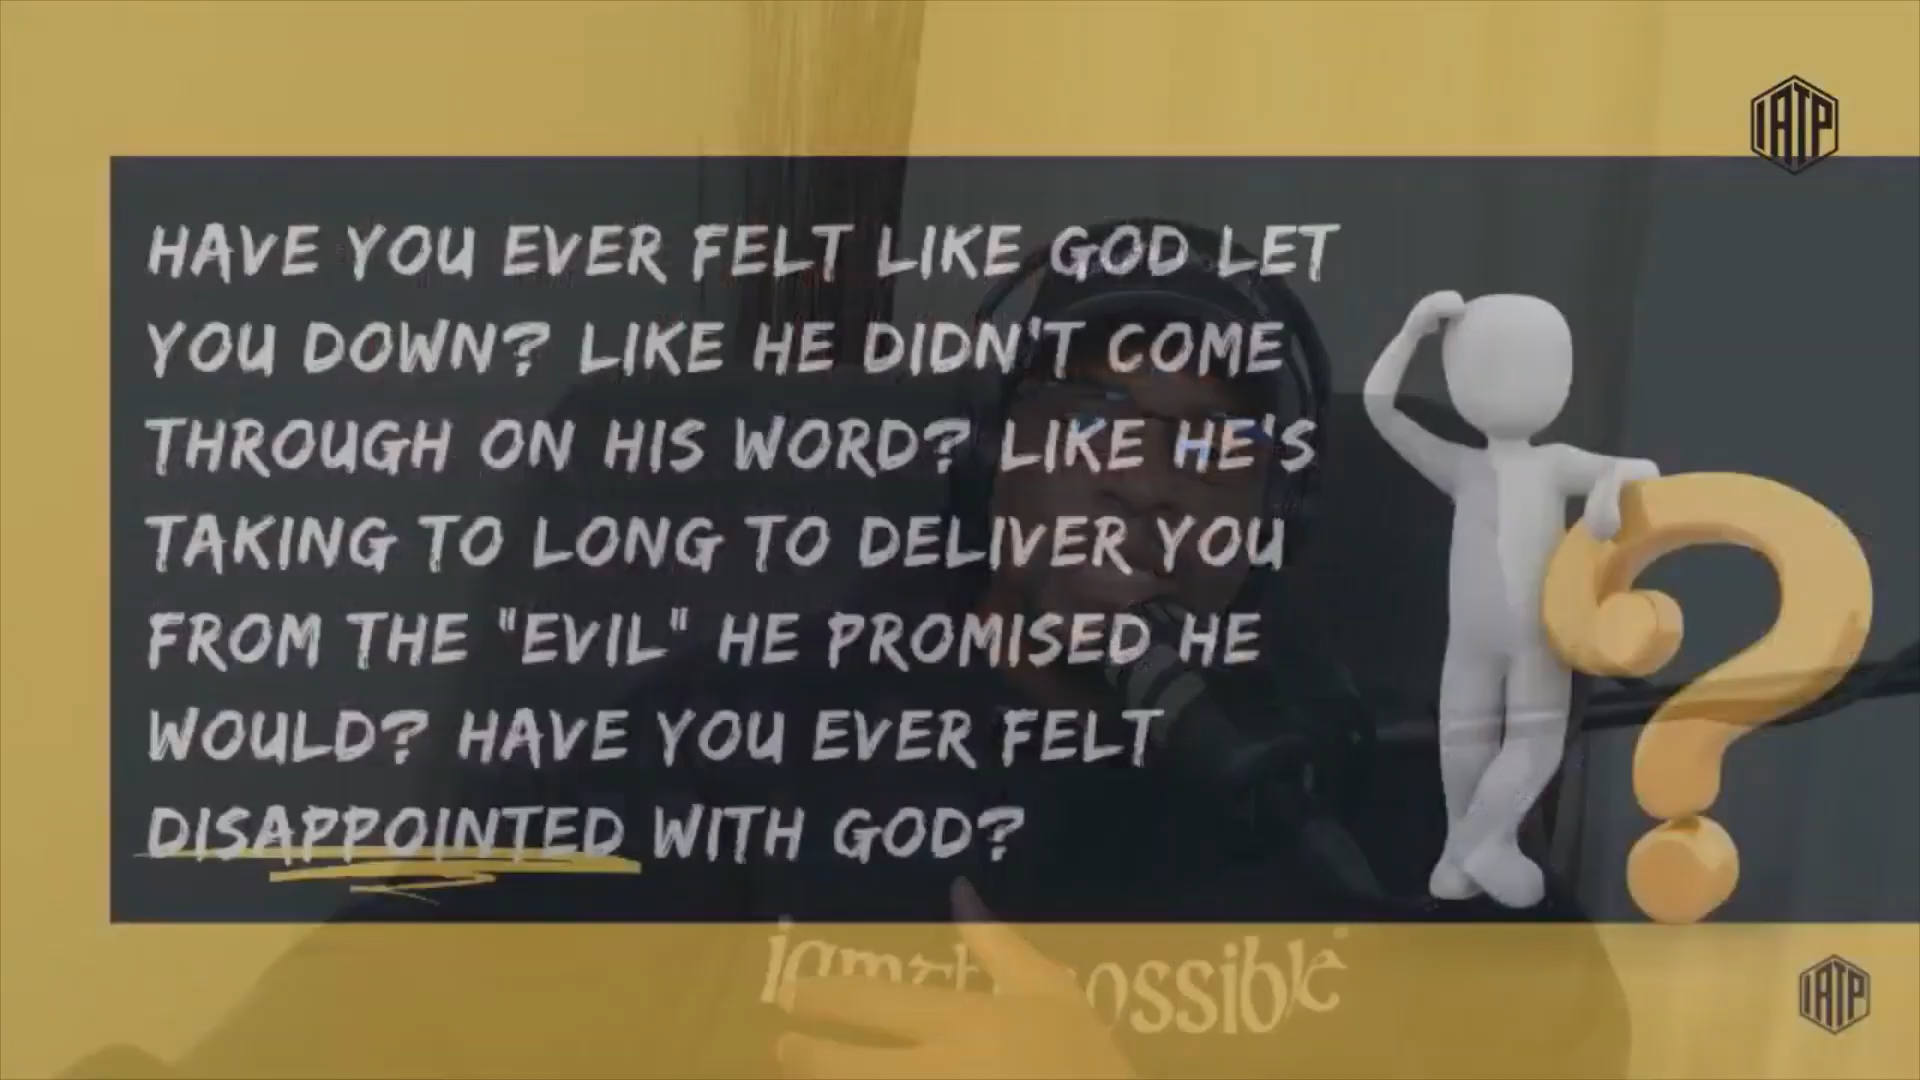 IATP
HAVE YOU EVER FELT LIKE GOD LET
YOU DOWN? LIKE HE DIDN'T COME
THROUGH ON HIS WORD? LIKE HE'S
TAKING TO LONG TO DELIVER YOU
FROM THE "EVIL" HE PROMISED HE
WOULD? HAVE YOU EVER FELT
DISAPPOINTED WITH GOD?
iam ossible
IATP